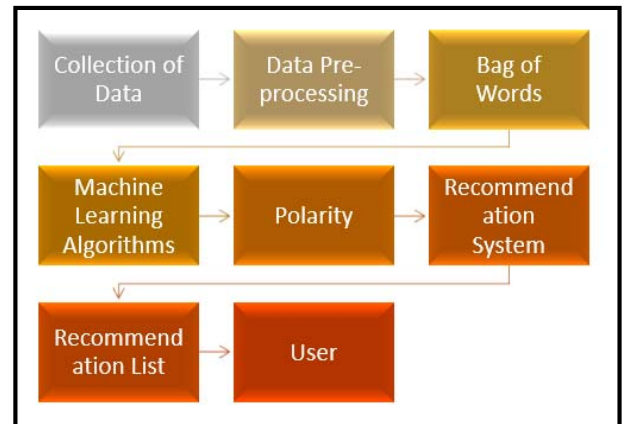 Collection of
Data
Data Pre-
processing
Bag of
Words
Machine
Learning
Algorithms
Polarity
Recommend
ation
System
Recommend
ation List
User